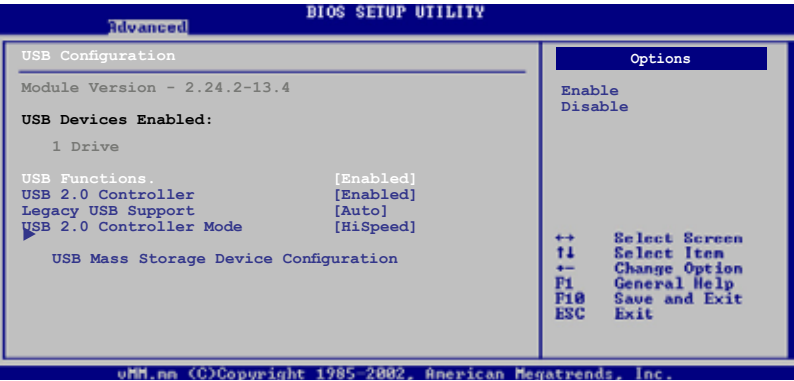 BIOS SETUP UTILITY
Advanced
USB Configuration
Module Version - 2.24.2-13.4
USB Devices Enabled:
1 Drive
USB Functions. [Enabled]
USB 2.0 Controller [Enabled]
Legacy USB Support [Auto]
USB 2.0 Controller Mode [HiSpeed]
USB Mass Storage Device Configuration
Options
Enable
Disable
↔ Select Screen
↑↓ Select Item
+- Change Option
F1 General Help
F10 Save and Exit
ESC Exit
vMM.mm (C)Copyright 1985-2002, American Megatrends, Inc.